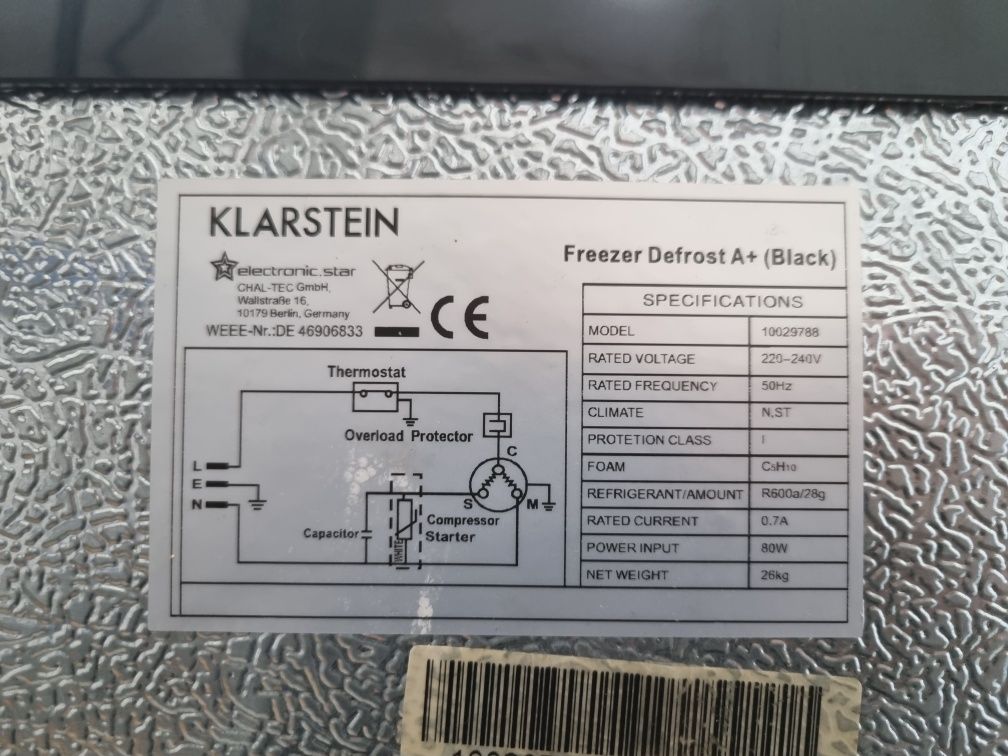 KLARSTEIN
electronic.star
CHAL-TEC GmbH,
Wallstraße 16,
10179 Berlin, Germany
WEEE-Nr.:DE 46906833
CE
Freezer Defrost A+ (Black)
SPECIFICATIONS
MODEL 10029788
RATED VOLTAGE 220-240V
RATED FREQUENCY 50Hz
CLIMATE N,ST
PROTETION CLASS I
FOAM C5H10
REFRIGERANT/AMOUNT R600a/28g
RATED CURRENT 0.7A
POWER INPUT 80W
NET WEIGHT 26kg
Thermostat
Overload Protector
C
L
E
N
S
M
Capacitor
WHITE
Compressor
Starter